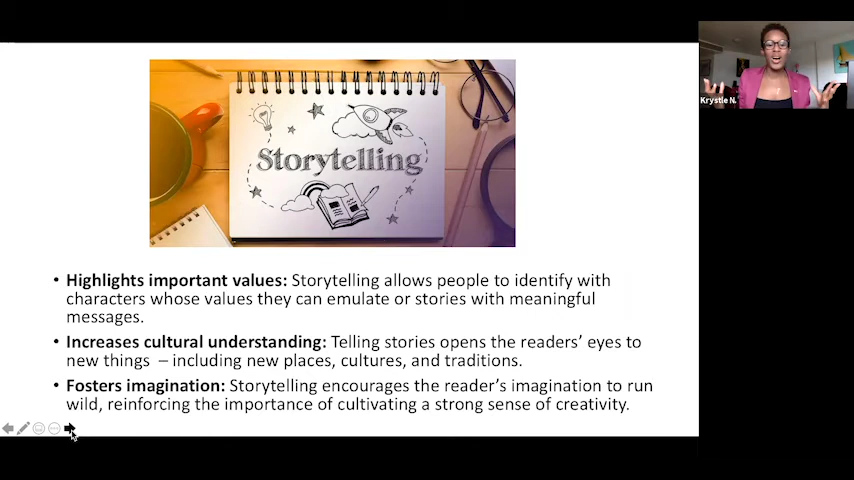 Storytelling
Krystle N.
• Highlights important values: Storytelling allows people to identify with
characters whose values they can emulate or stories with meaningful
messages.
• Increases cultural understanding: Telling stories opens the readers’ eyes to
new things – including new places, cultures, and traditions.
• Fosters imagination: Storytelling encourages the reader’s imagination to run
wild, reinforcing the importance of cultivating a strong sense of creativity.